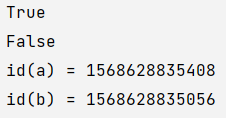 True
False
id(a) = 1568628835408
id(b) = 1568628835056